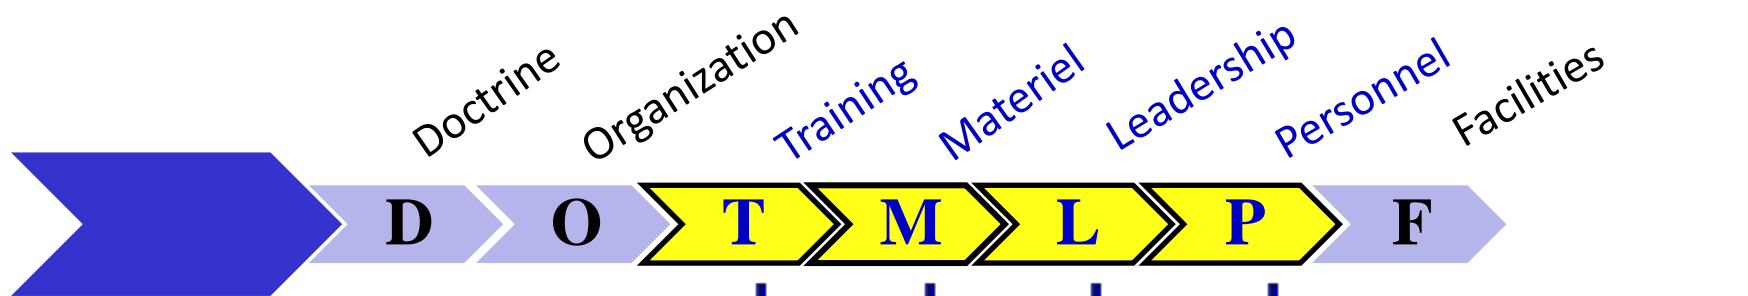 Doctrine
Organization
Training
Materiel
Leadership
Personnel
Facilities
D O T M L P F